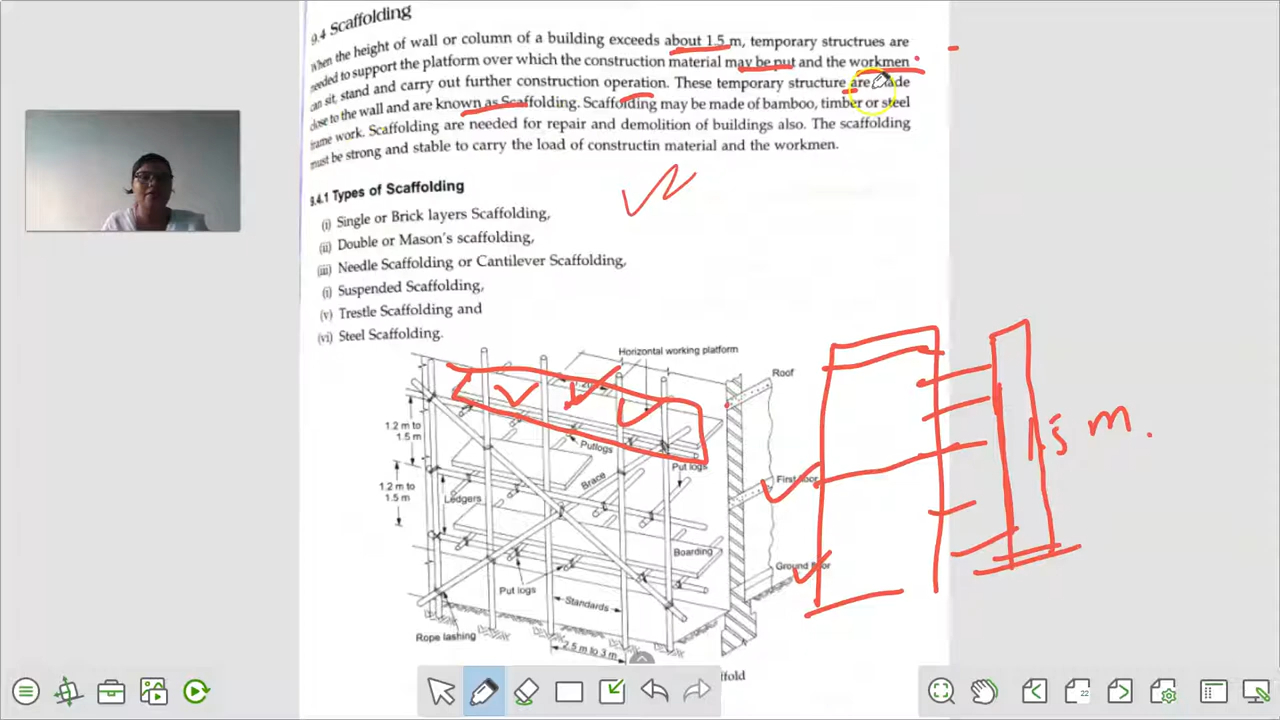 9.4 Scaffolding
When the height of wall or column of a building exceeds about 1.5 m, temporary structrues are
needed to support the platform over which the construction material may be put and the workmen
can sit, stand and carry out further construction operation. These temporary structure are made
close to the wall and are known as Scaffolding. Scaffonding may be made of bamboo, timber or steel
frame work. Scaffolding are needed for repair and demolition of buildings also. The scaffolding
must be strong and stable to carry the load of constructin material and the workmen.
9.4.1 Types of Scaffolding
(i) Single or Brick layers Scaffolding,
(ii) Double or Mason's scaffolding,
(iii) Needle Scaffolding or Cantilever Scaffolding,
(i) Suspended Scaffolding,
(v) Trestle Scaffolding and
(vi) Steel Scaffolding.
Horizontal working platform
Roof
1.2 m to
1.5 m
Putlogs
Put logs
First floor
1.2 m to
1.5 m
Ledgers
Brace
Boarding
Ground floor
Put logs
Standards
Rope lashing
2.5 m to 3 m
1.5 m.
22